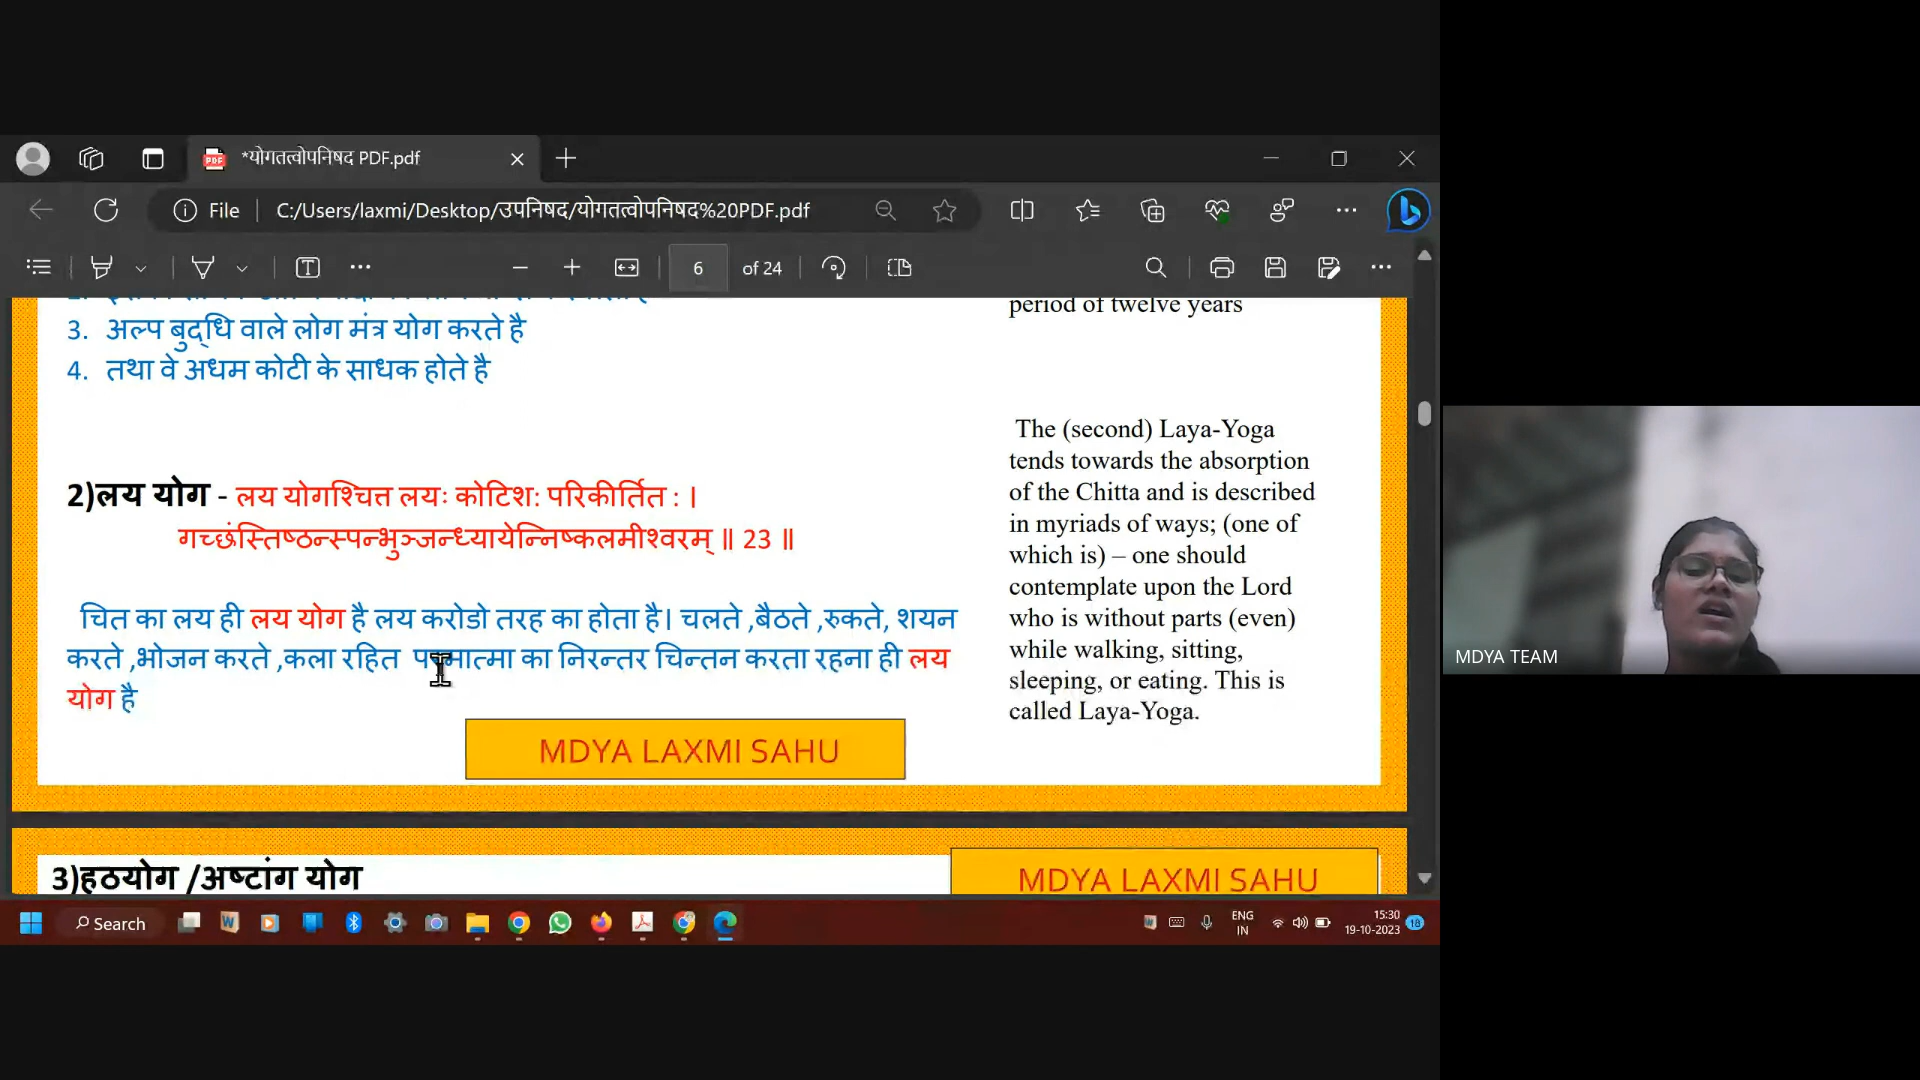 *योगतत्वोपनिषद PDF.pdf
File
C:/Users/laxmi/Desktop/उपनिषद/योगतत्वोपनिषद%20PDF.pdf
6 of 24
period of twelve years
3. अल्प बुद्धि वाले लोग मंत्र योग करते है
4. तथा वे अधम कोटी के साधक होते है
2)लय योग - लय योगश्चित्त लयः कोटिश: परिकीर्तित : ।
गच्छंस्तिष्ठन्स्पन्भुञ्जन्ध्यायेन्निष्कलमीश्वरम् ॥ 23 ॥
चित का लय ही लय योग है लय करोडो तरह का होता है। चलते ,बैठते ,रुकते, शयन
करते ,भोजन करते ,कला रहित परमात्मा का निरन्तर चिन्तन करता रहना ही लय
योग है
The (second) Laya-Yoga
tends towards the absorption
of the Chitta and is described
in myriads of ways; (one of
which is) – one should
contemplate upon the Lord
who is without parts (even)
while walking, sitting,
sleeping, or eating. This is
called Laya-Yoga.
MDYA LAXMI SAHU
3)हठयोग /अष्टांग योग
MDYA LAXMI SAHU
MDYA TEAM
Search
ENG
IN
15:30
19-10-2023
18